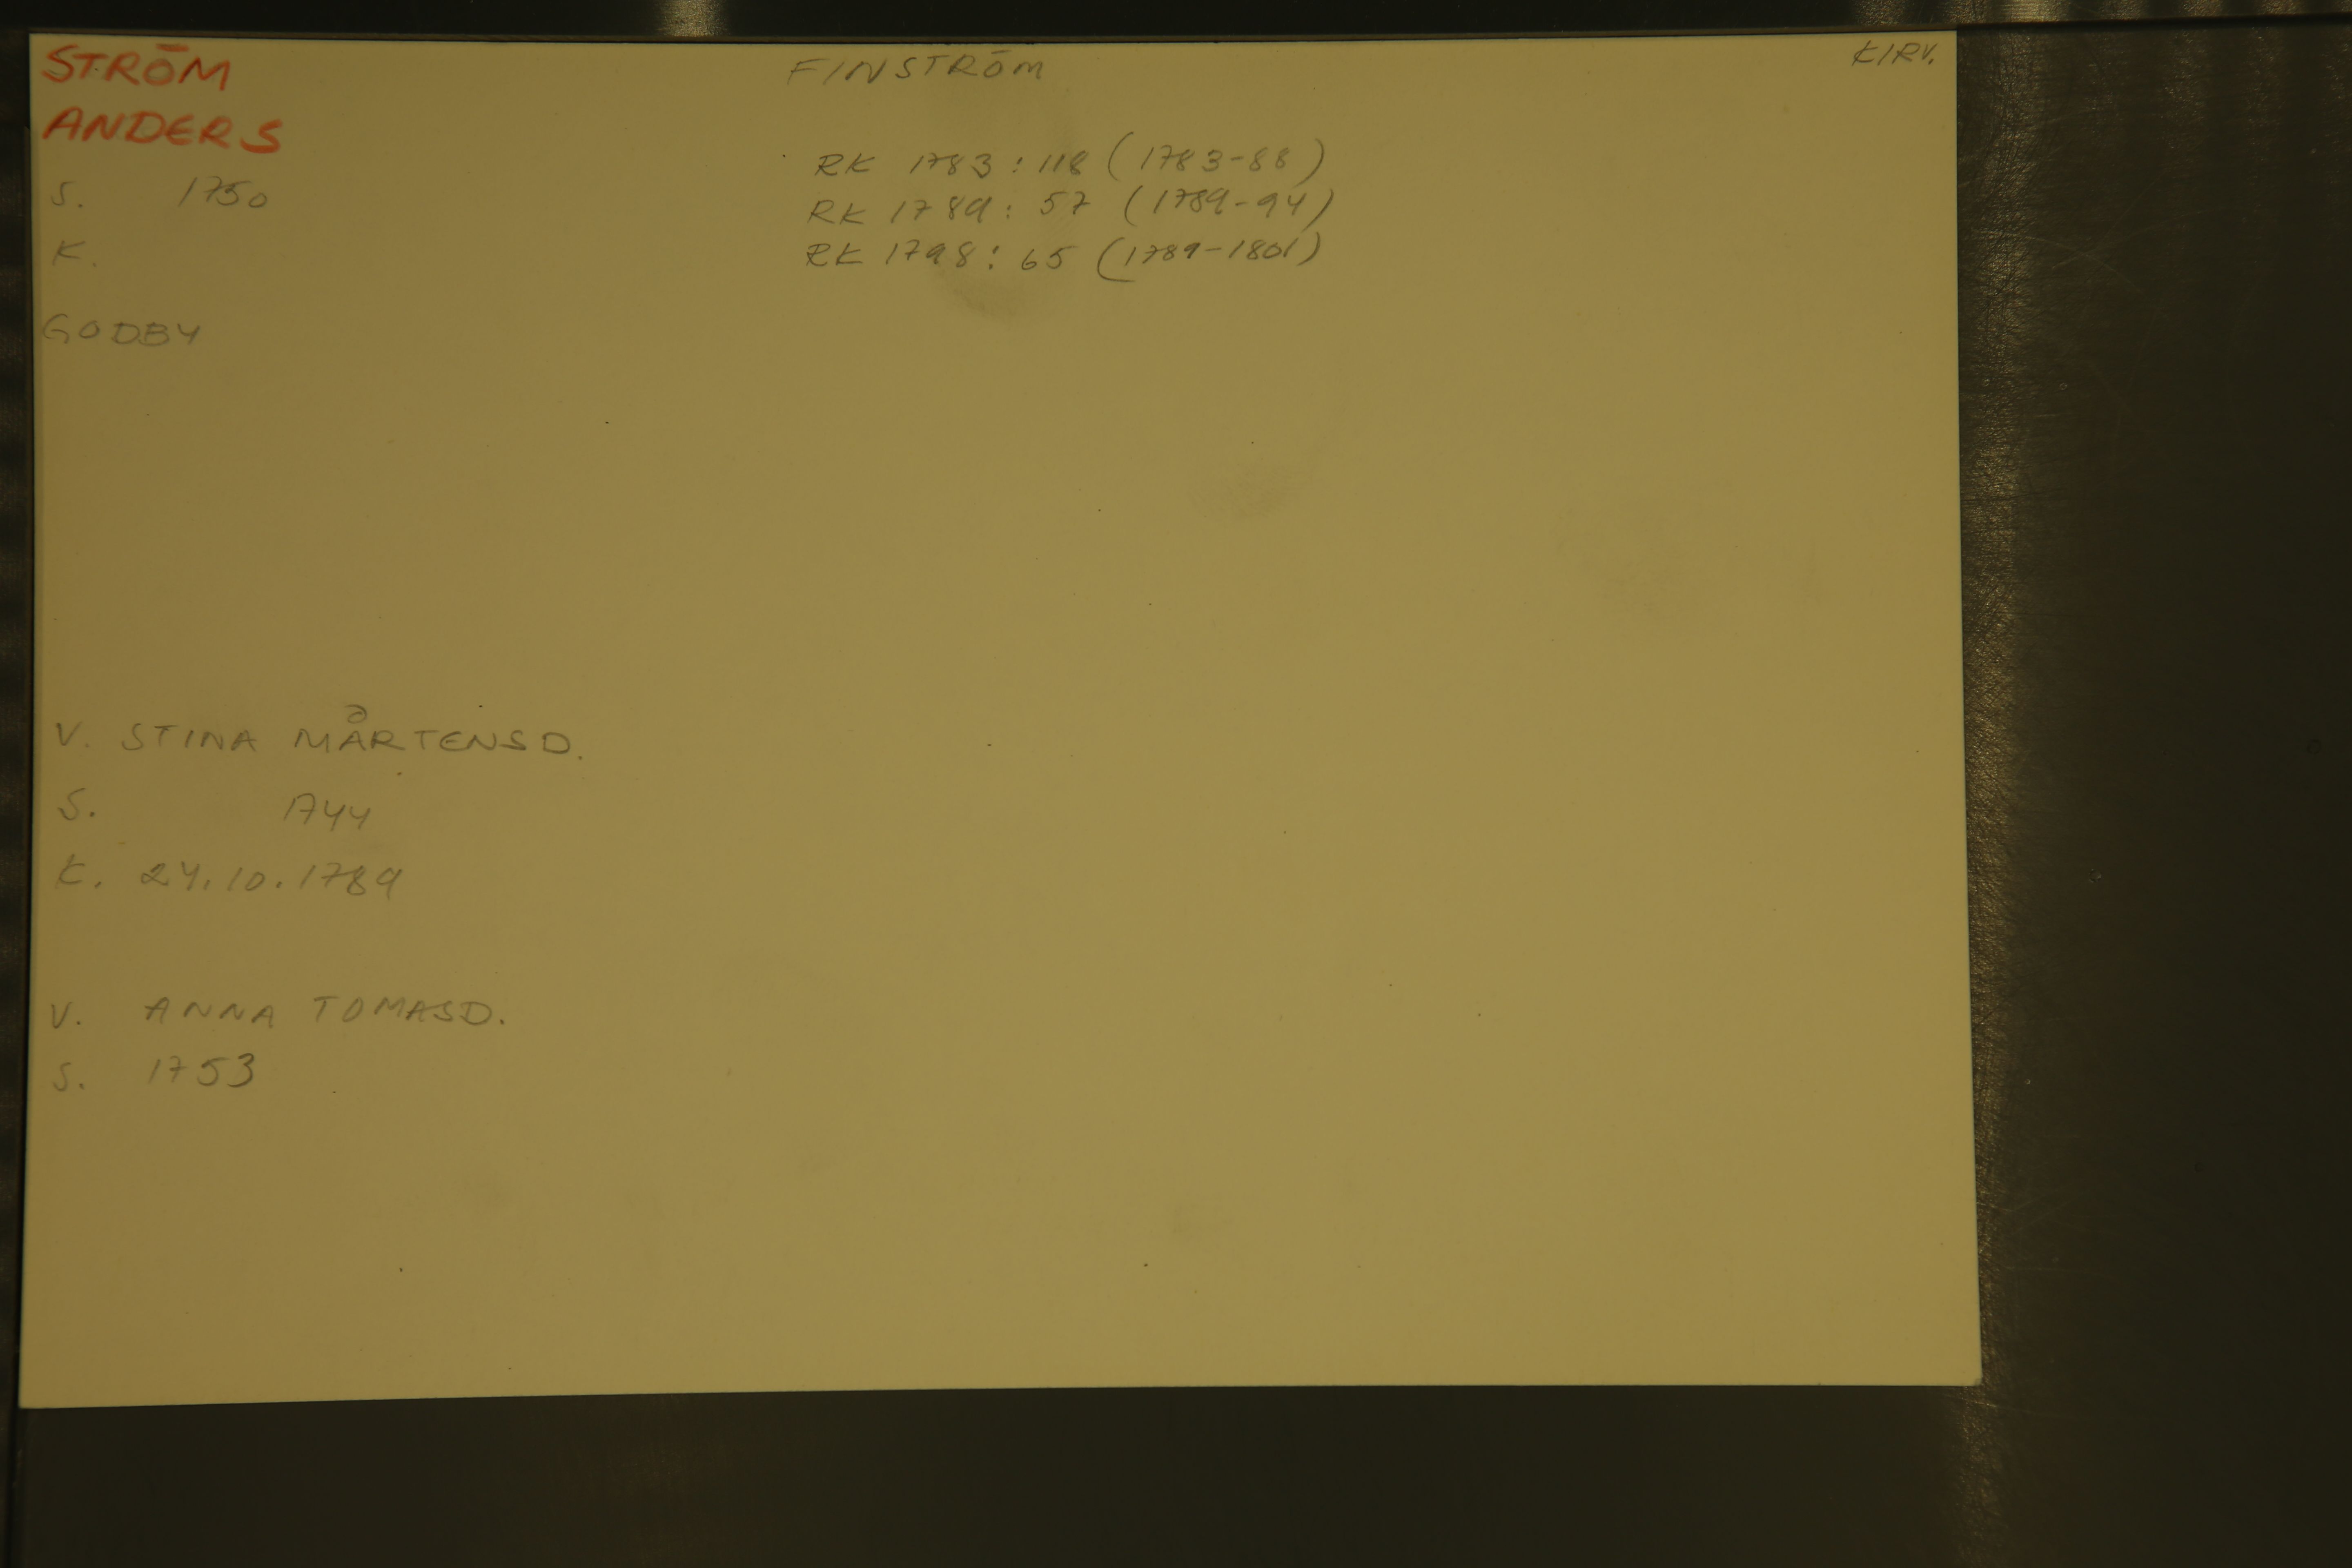 STRÖM
ANDERS
S. 1750
K.
GODBY
FINSTRÖM
KIRV.
RK 1783: 118 (1783-88)
RK 1789: 57 (1789-94)
RK 1798: 65 (1789-1801)
V. STINA MÅRTENSD.
S. 1744
K. 24.10.1789
V. ANNA TOMASD.
S. 1753